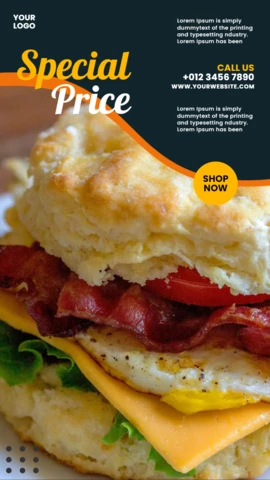 YOUR
LOGO
Lorem Ipsum is simply
dummytext of the printing
and typesetting ndustry.
Lorem Ipsum has been
Special
Price
CALL US
+012 3456 7890
WWW.YOURWEBSITE.COM
Lorem Ipsum is simply
dummytext of the printing
and typesetting ndustry.
Lorem Ipsum has been
SHOP
NOW